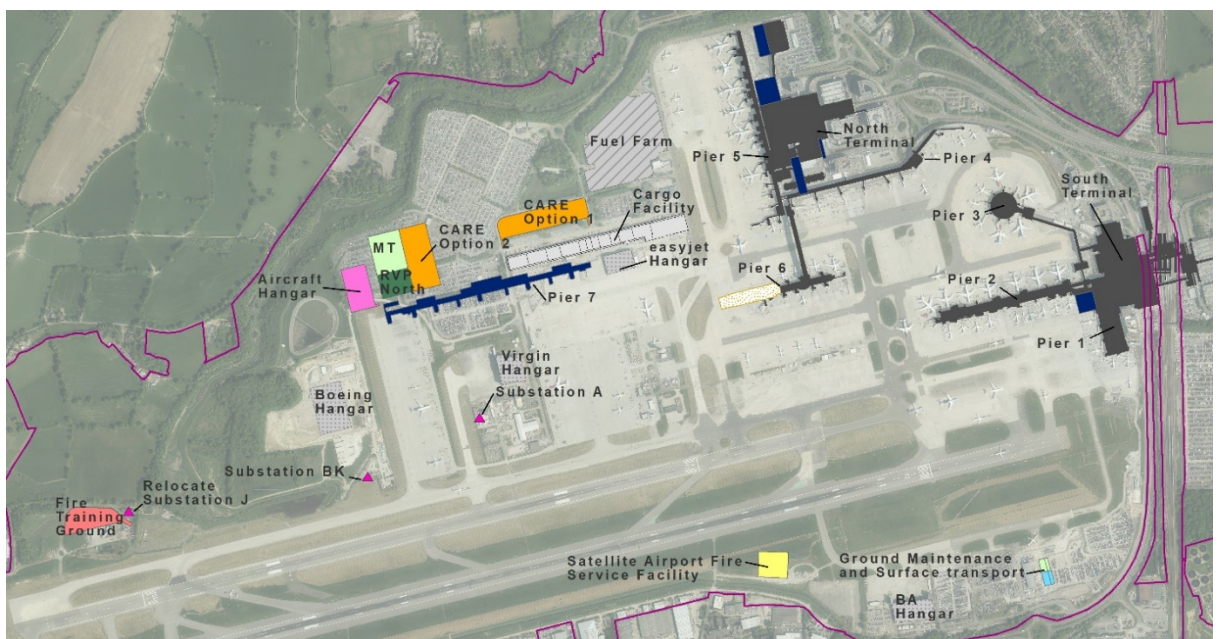 Fuel Farm
North
Terminal
Pier 5
Pier 4
South
Terminal
CARE
Option 1
Cargo
Facility
Pier 3
MT
CARE
Option 2
easyjet
Hangar
Aircraft
Hangar
RVP
North
Pier 6
Pier 2
Pier 7
Pier 1
Virgin
Hangar
Boeing
Hangar
Substation A
Substation BK
Relocate
Substation J
Fire
Training
Ground
Satellite Airport Fire
Service Facility
Ground Maintenance
and Surface transport
BA
Hangar